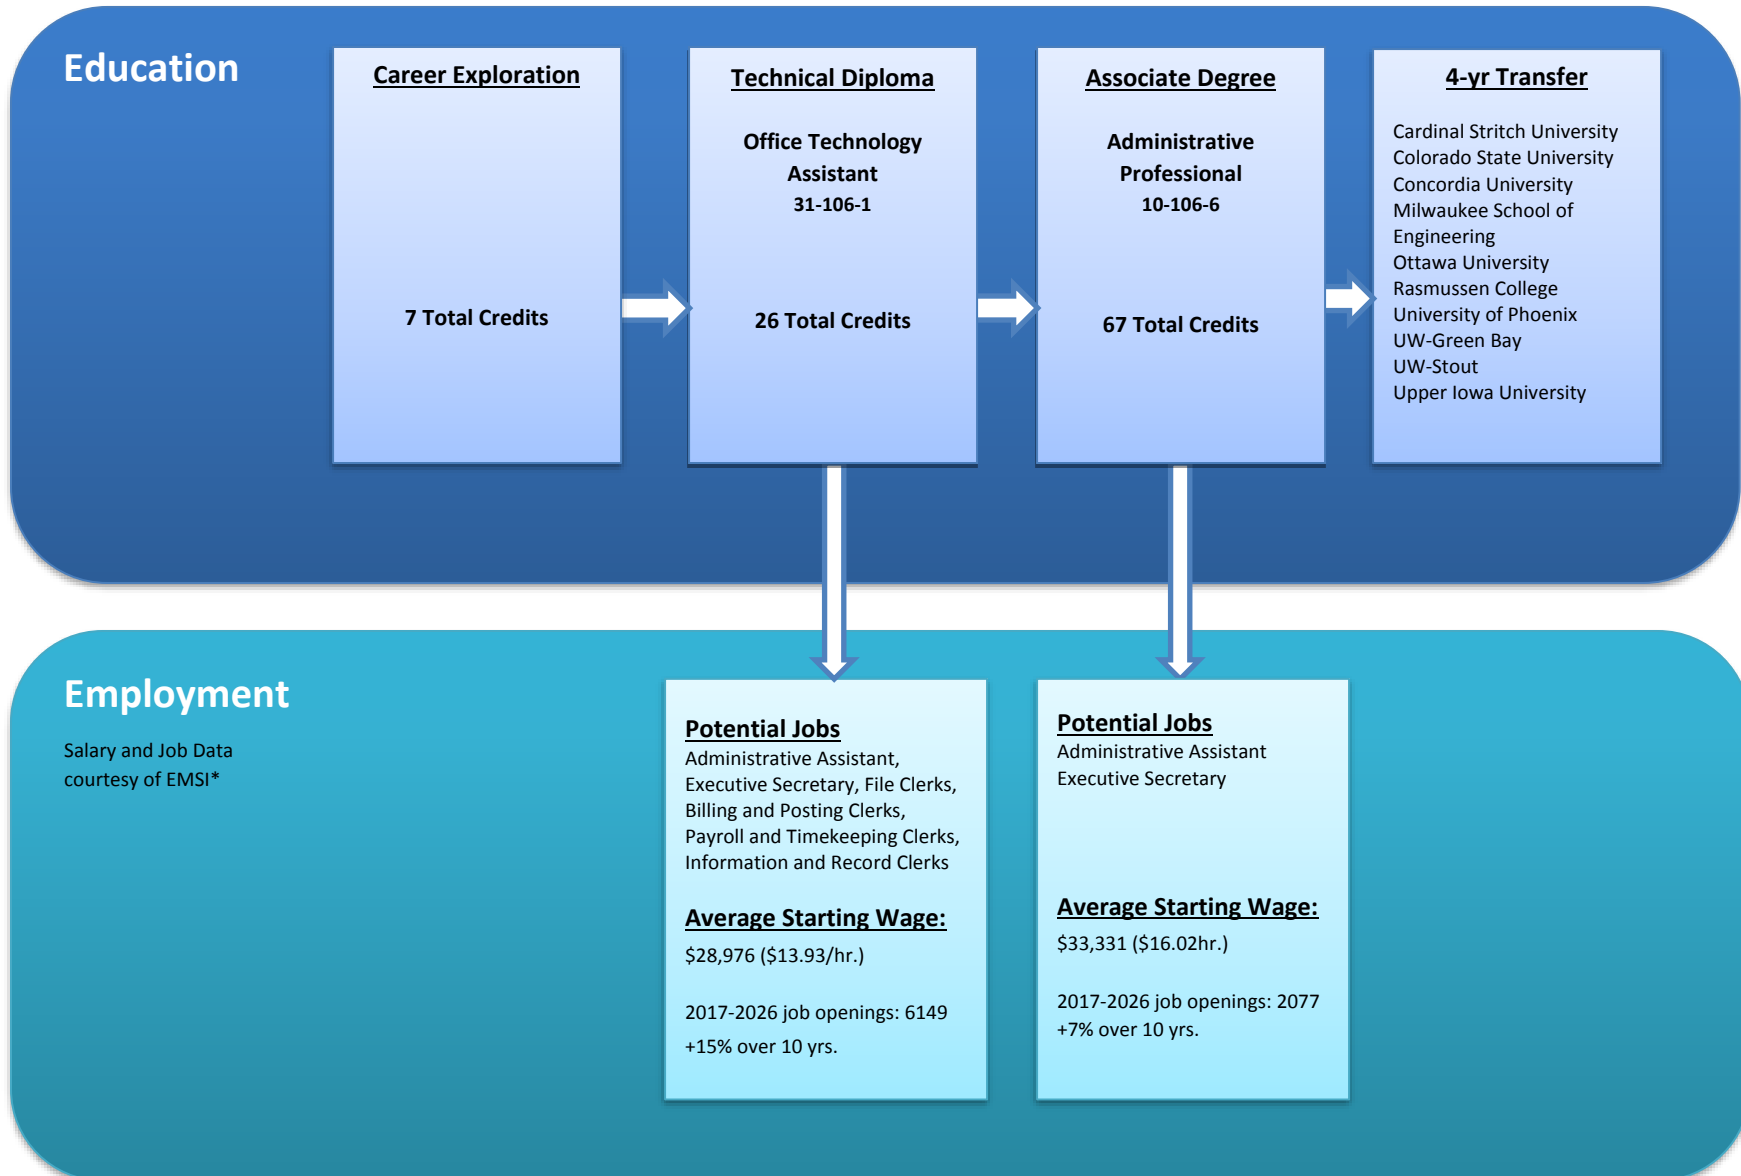 Education
Career Exploration
7 Total Credits
Technical Diploma
Office Technology
Assistant
31-106-1
26 Total Credits
Associate Degree
Administrative
Professional
10-106-6
67 Total Credits
4-yr Transfer
Cardinal Stritch University
Colorado State University
Concordia University
Milwaukee School of
Engineering
Ottawa University
Rasmussen College
University of Phoenix
UW-Green Bay
UW-Stout
Upper Iowa University
Employment
Salary and Job Data
courtesy of EMSI*
Potential Jobs
Administrative Assistant,
Executive Secretary, File Clerks,
Billing and Posting Clerks,
Payroll and Timekeeping Clerks,
Information and Record Clerks
Average Starting Wage:
$28,976 ($13.93/hr.)
2017-2026 job openings: 6149
+15% over 10 yrs.
Potential Jobs
Administrative Assistant
Executive Secretary
Average Starting Wage:
$33,331 ($16.02hr.)
2017-2026 job openings: 2077
+7% over 10 yrs.